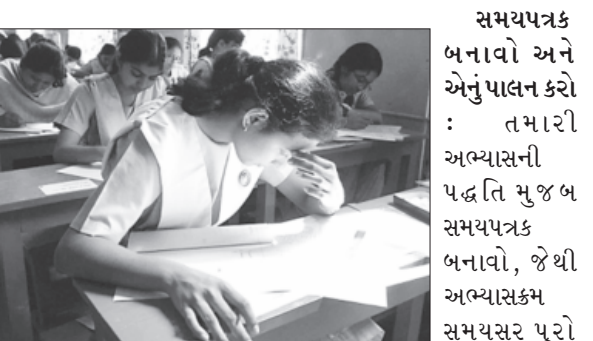 સમયપત્રક
બનાવો અને
એનું પાલન કરો
: તમારી
અભ્યાસની
પદ્ધતિ મુજબ
સમયપત્રક
બનાવો, જેથી
અભ્યાસક્રમ
સમયસર પૂરો